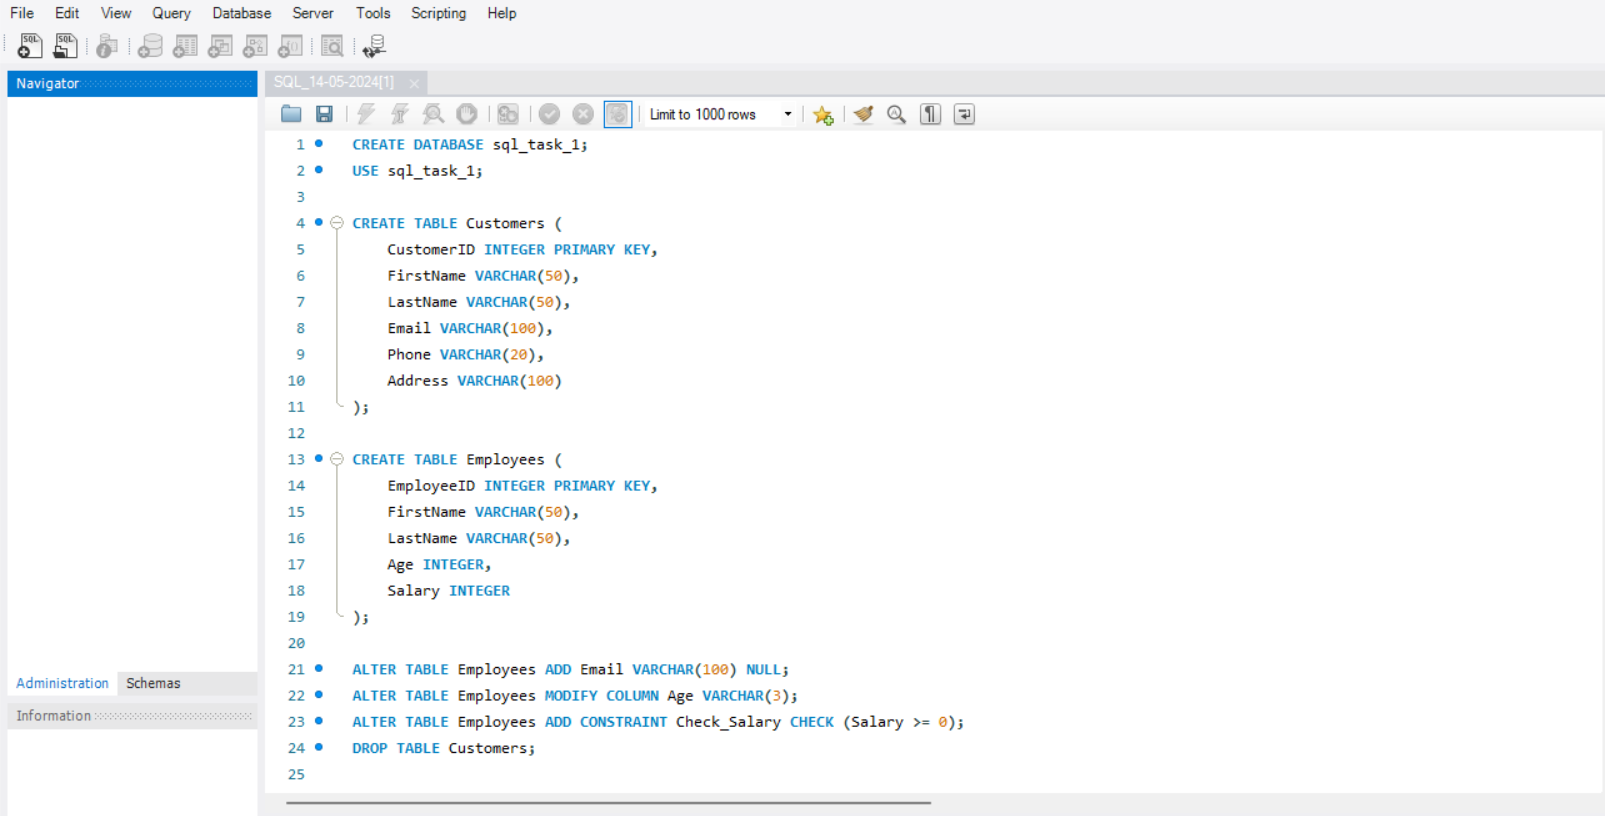 File Edit View Query Database Server Tools Scripting Help
SQL SQL
Navigator
SQL_14-05-2024[1]
Limit to 1000 rows
1 CREATE DATABASE sql_task_1;
2 USE sql_task_1;
3
4 CREATE TABLE Customers (
5 CustomerID INTEGER PRIMARY KEY,
6 FirstName VARCHAR(50),
7 LastName VARCHAR(50),
8 Email VARCHAR(100),
9 Phone VARCHAR(20),
10 Address VARCHAR(100)
11 );
12
13 CREATE TABLE Employees (
14 EmployeeID INTEGER PRIMARY KEY,
15 FirstName VARCHAR(50),
16 LastName VARCHAR(50),
17 Age INTEGER,
18 Salary INTEGER
19 );
20
21 ALTER TABLE Employees ADD Email VARCHAR(100) NULL;
22 ALTER TABLE Employees MODIFY COLUMN Age VARCHAR(3);
23 ALTER TABLE Employees ADD CONSTRAINT Check_Salary CHECK (Salary >= 0);
24 DROP TABLE Customers;
25
Administration Schemas
Information